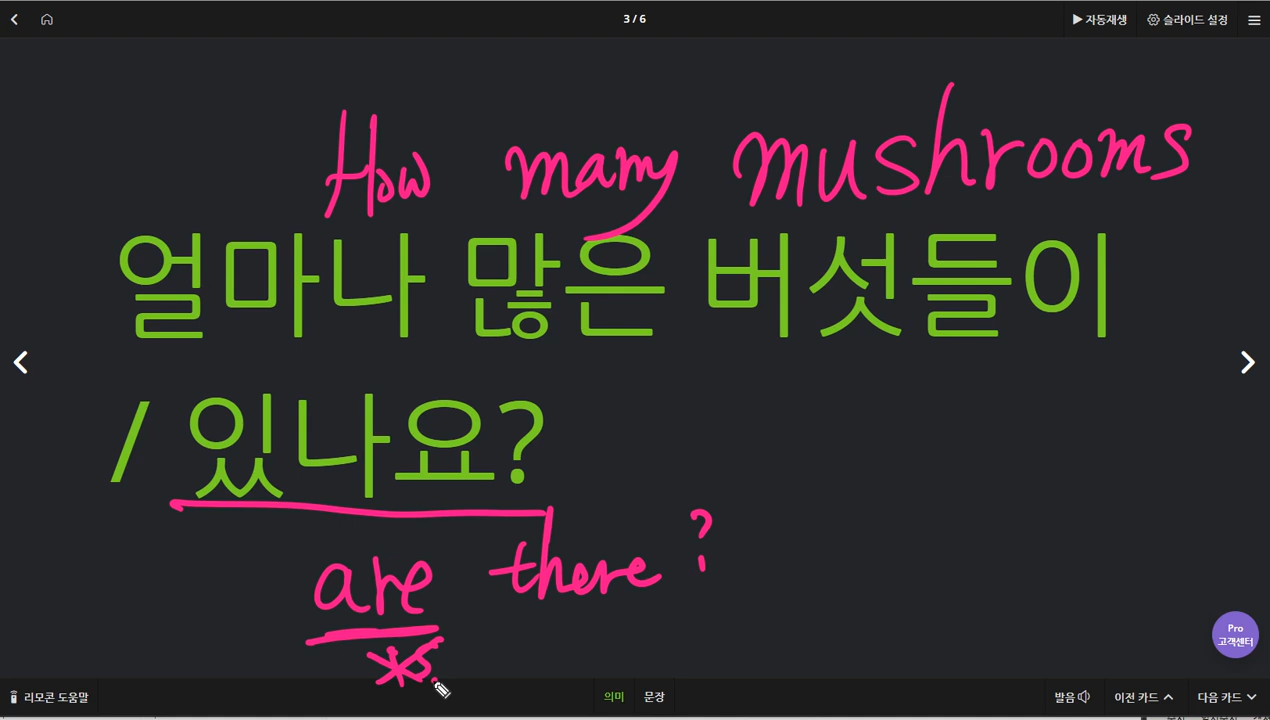 3 / 6
자동재생
슬라이드 설정
How many mushrooms
얼마나 많은 버섯들이
/ 있나요?
are there?
Pro
고객센터
리모콘 도움말
의미
문장
발음
이전 카드
다음 카드